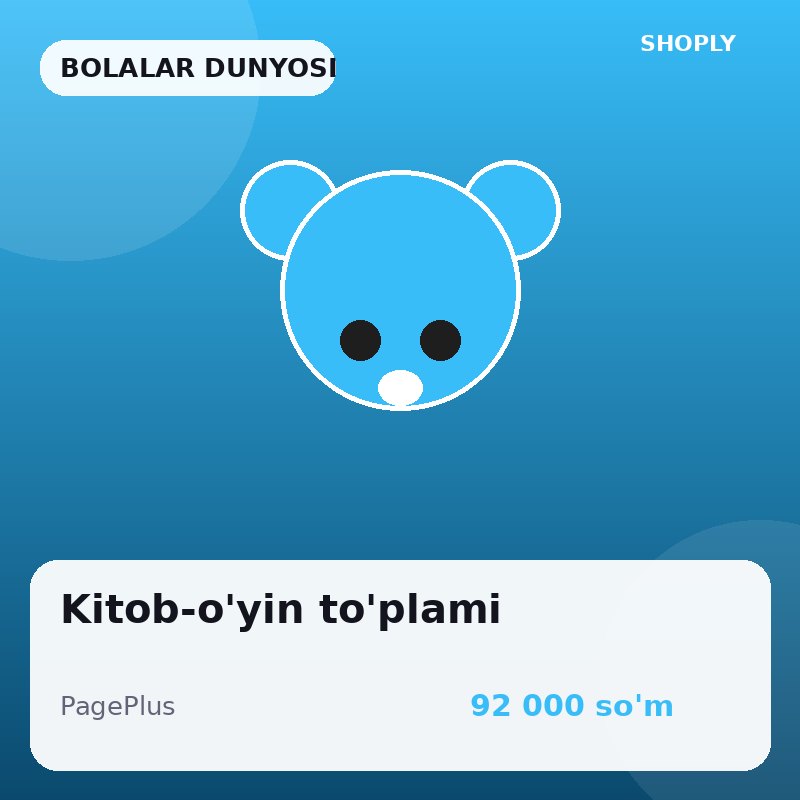 BOLALAR DUNYOSI
SHOPLY
Kitob-o'yin to'plami
PagePlus
92 000 so'm